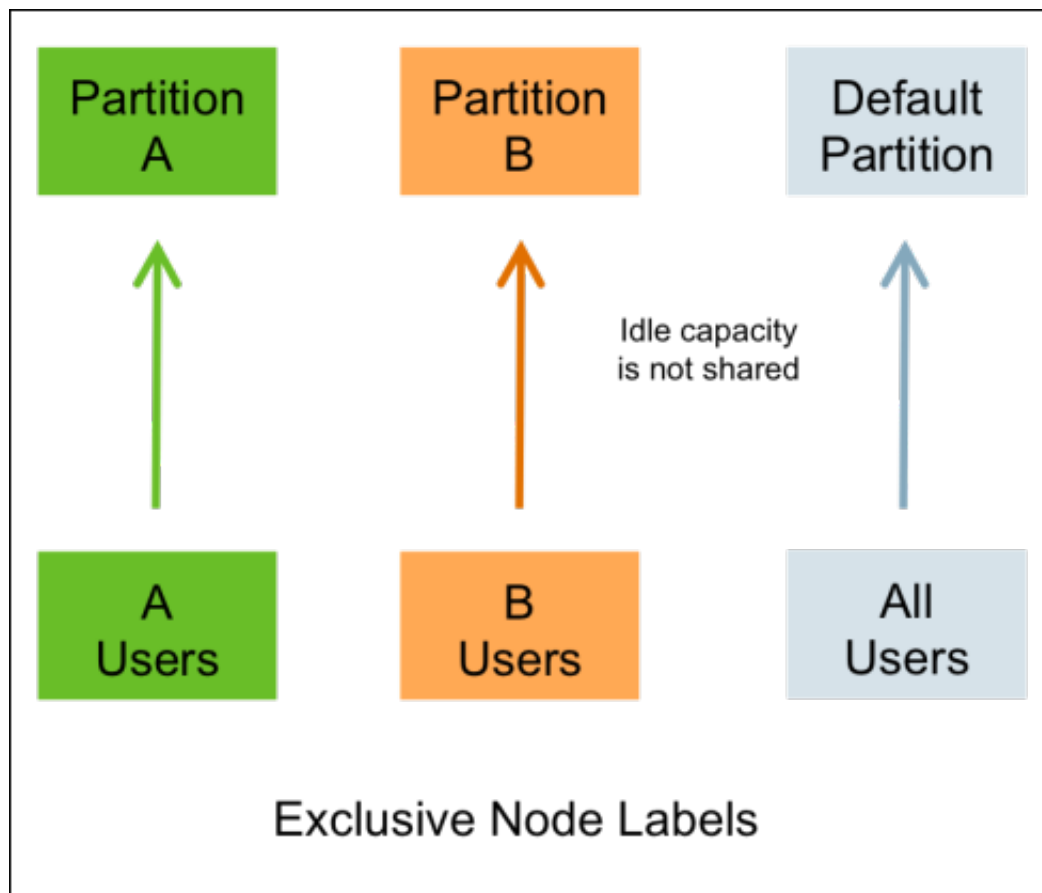 Partition
A
Partition
B
Default
Partition
Idle capacity
is not shared
A
Users
B
Users
All
Users
Exclusive Node Labels